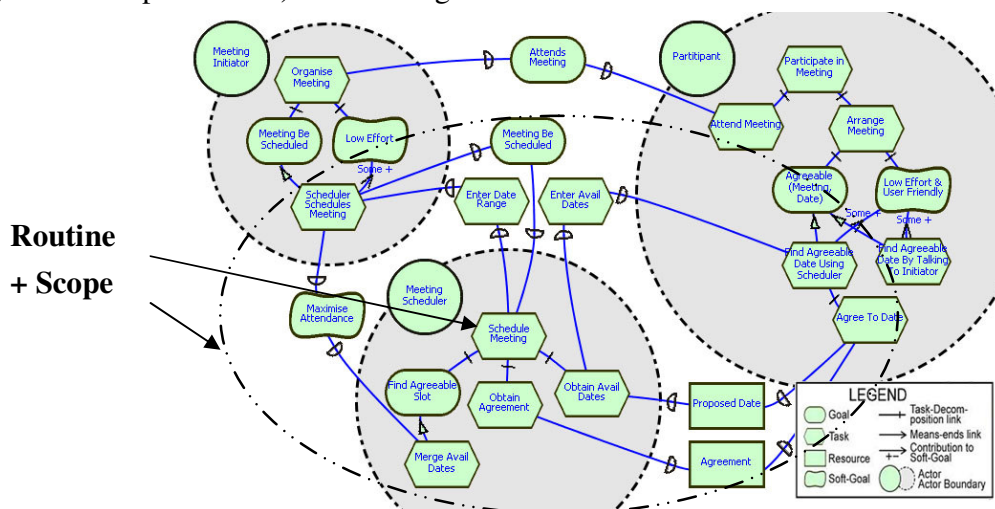 Meeting
Initiator
Organise
Meeting
Meeting Be
Scheduled
Low Effort
Some +
Scheduler
Schedules
Meeting
Attends
Meeting
Meeting Be
Scheduled
Enter Date
Range
Enter Avail
Dates
Partitipant
Participate in
Meeting
Attend Meeting
Arrange
Meeting
Agreeable
(Meeting,
Date)
Low Effort &
User Friendly
Some +
Some +
Find Agreeable
Date Using
Scheduler
Find Agreeable
Date By Talking
To Initiator
Agree To Date
Routine
+ Scope
Maximise
Attendance
Meeting
Scheduler
Schedule
Meeting
Find Agreeable
Slot
Obtain
Agreement
Obtain Avail
Dates
Merge Avail
Dates
Proposed Date
Agreement
LEGEND
Goal
Task
Resource
Soft-Goal
Task-Decom-
position link
Means-ends link
Contribution to
Soft-Goal
+−
Actor
Actor Boundary